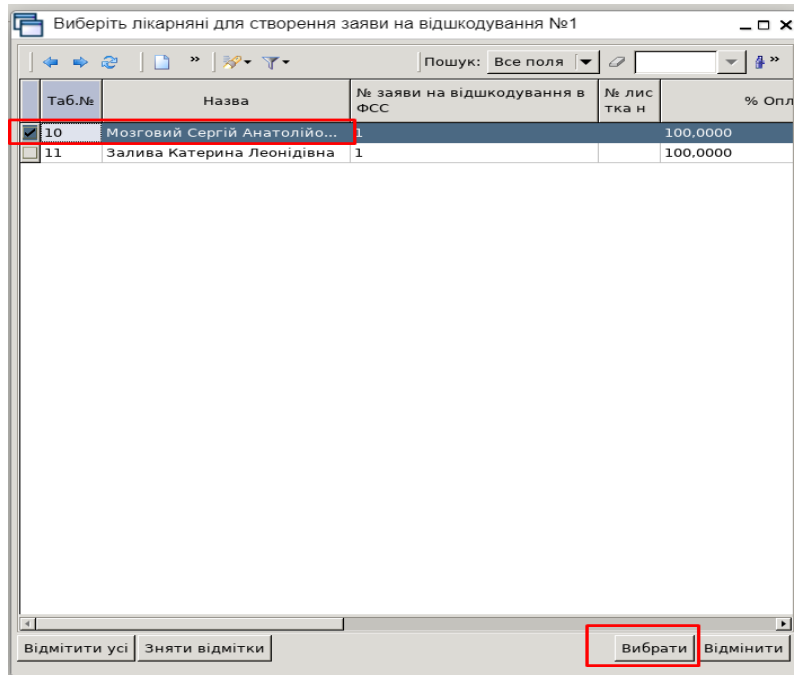 Виберіть лікарняні для створення заяви на відшкодування №1
» Пошук: Все поля »
Таб.№ Назва № заяви на відшкодування в ФСС № лис тка н % Опл
10 Мозговий Сергій Анатолійо... 1 100,0000
11 Залива Катерина Леонідівна 1 100,0000
Відмітити усі Зняти відмітки Вибрати Відмінити